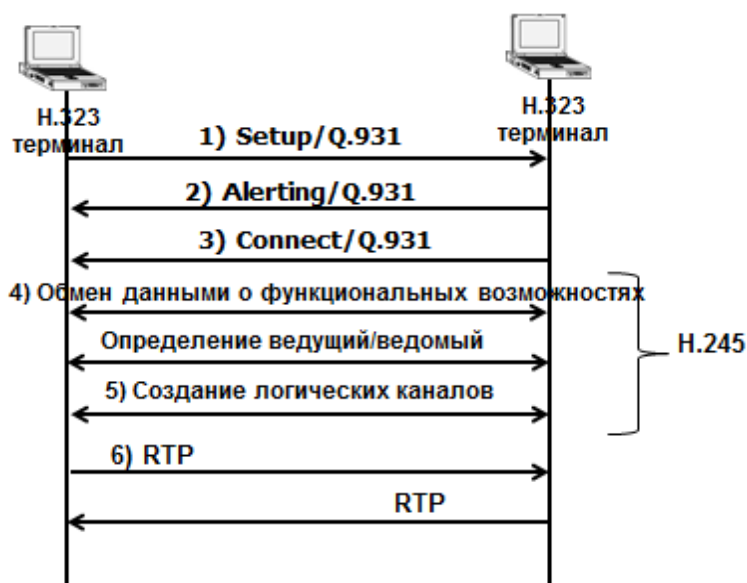 H.323
терминал
H.323
терминал
1) Setup/Q.931
2) Alerting/Q.931
3) Connect/Q.931
4) Обмен данными о функциональных возможностях
Определение ведущий/ведомый
H.245
5) Создание логических каналов
6) RTP
RTP